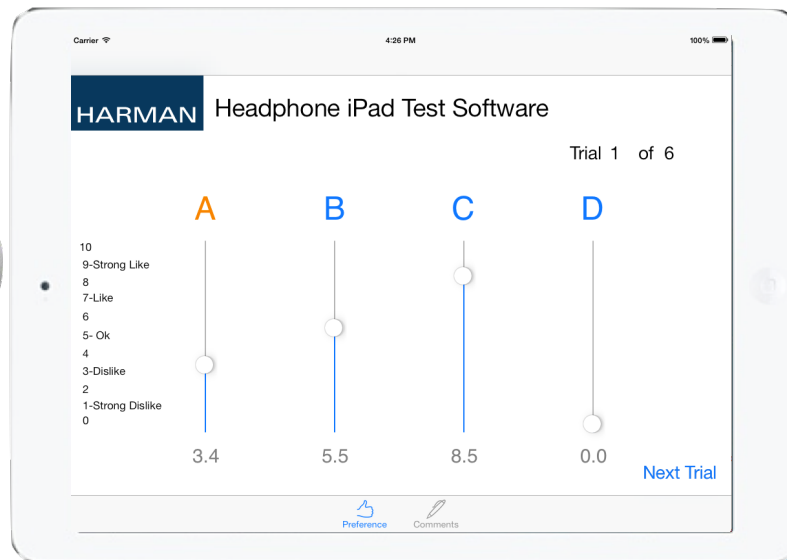 Carrier 4:26 PM 100%
HARMAN Headphone iPad Test Software
Trial 1 of 6
A B C D
10
9-Strong Like
8
7-Like
6
5- Ok
4
3-Dislike
2
1-Strong Dislike
0
3.4 5.5 8.5 0.0
Next Trial
Preference Comments